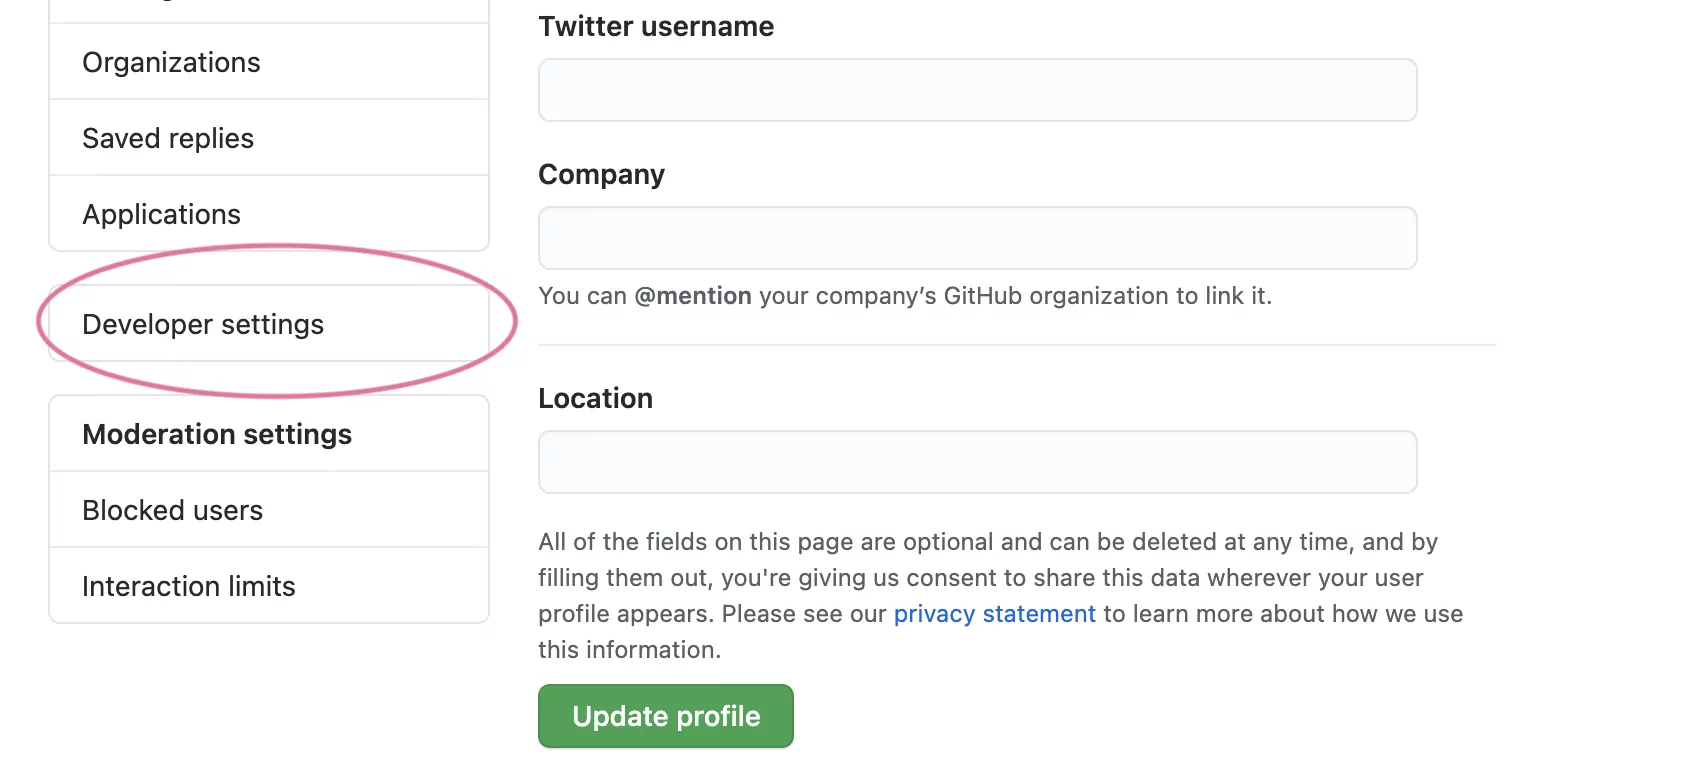 Organizations
Saved replies
Applications
Developer settings
Moderation settings
Blocked users
Interaction limits
Twitter username
Company
You can @mention your company’s GitHub organization to link it.
Location
All of the fields on this page are optional and can be deleted at any time, and by
filling them out, you're giving us consent to share this data wherever your user
profile appears. Please see our privacy statement to learn more about how we use
this information.
Update profile